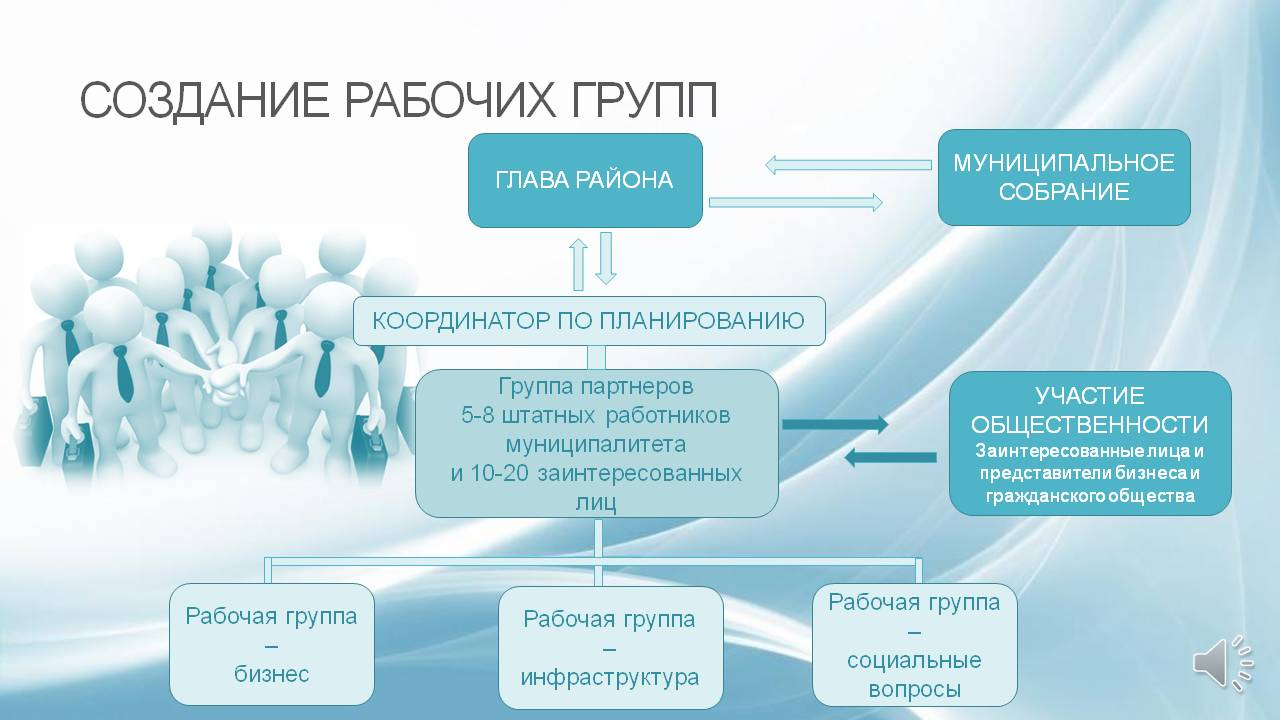 СОЗДАНИЕ РАБОЧИХ ГРУПП
ГЛАВА РАЙОНА
МУНИЦИПАЛЬНОЕ
СОБРАНИЕ
КООРДИНАТОР ПО ПЛАНИРОВАНИЮ
Группа партнеров
5-8 штатных работников
муниципалитета
и 10-20 заинтересованных
лиц
УЧАСТИЕ
ОБЩЕСТВЕННОСТИ
Заинтересованные лица и
представители бизнеса и
гражданского общества
Рабочая группа
–
бизнес
Рабочая группа
–
инфраструктура
Рабочая группа
–
социальные
вопросы